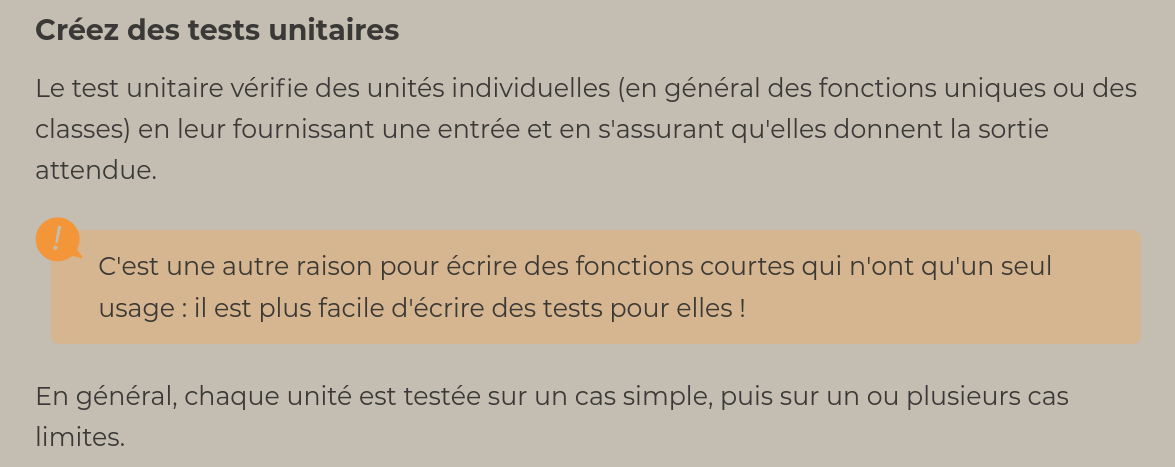 Créez des tests unitaires
Le test unitaire vérifie des unités individuelles (en général des fonctions uniques ou des
classes) en leur fournissant une entrée et en s'assurant qu'elles donnent la sortie
attendue.
!
C'est une autre raison pour écrire des fonctions courtes qui n'ont qu'un seul
usage : il est plus facile d'écrire des tests pour elles !
En général, chaque unité est testée sur un cas simple, puis sur un ou plusieurs cas
limites.